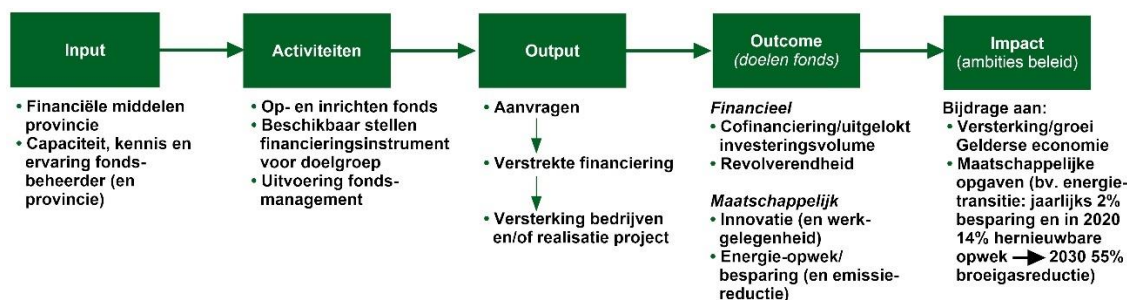 Input
• Financiële middelen
provincie
• Capaciteit, kennis en
ervaring fonds-
beheerder (en
provincie)
Activiteiten
• Op- en inrichten fonds
• Beschikbaar stellen
financieringsinstrument
voor doelgroep
• Uitvoering fonds-
management
Output
• Aanvragen
• Verstrekte financiering
• Versterking bedrijven
en/of realisatie project
Outcome
(doelen fonds)
Financieel
• Cofinanciering/uitgelokt
investeringsvolume
• Revolverendheid
Maatschappelijk
• Innovatie (en werk-
gelegenheid)
• Energie-opwek/
besparing (en emissie-
reductie)
Impact
(ambities beleid)
Bijdrage aan:
• Versterking/groei
Gelderse economie
• Maatschappelijke
opgaven (bv. energie-
transitie: jaarlijks 2%
besparing en in 2020
14% hernieuwbare
opwek → 2030 55%
broeigasreductie)